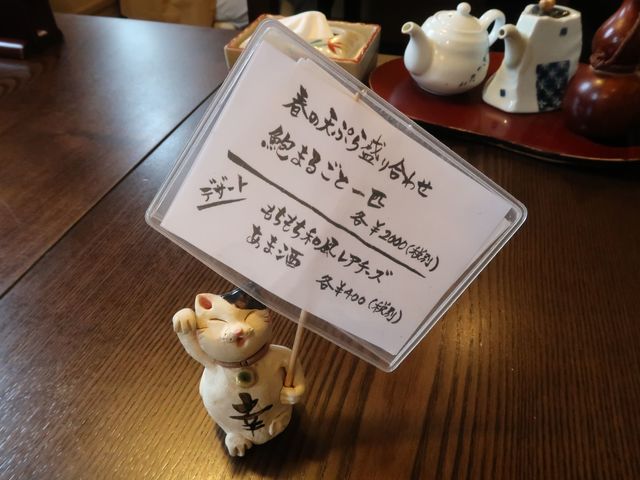 春の天ぷら盛り合わせ
鮑まるごと一匹
各¥2000(税別)
デザート
もちもち和風レアチーズ
あま酒
各¥400(税別)
幸